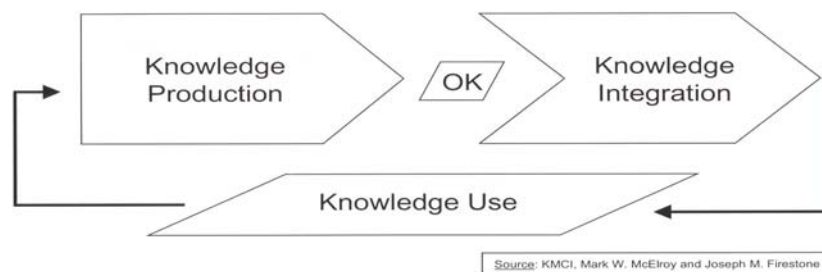 Knowledge
Production
OK
Knowledge
Integration
Knowledge Use
Source: KMCI, Mark W. McElroy and Joseph M. Firestone